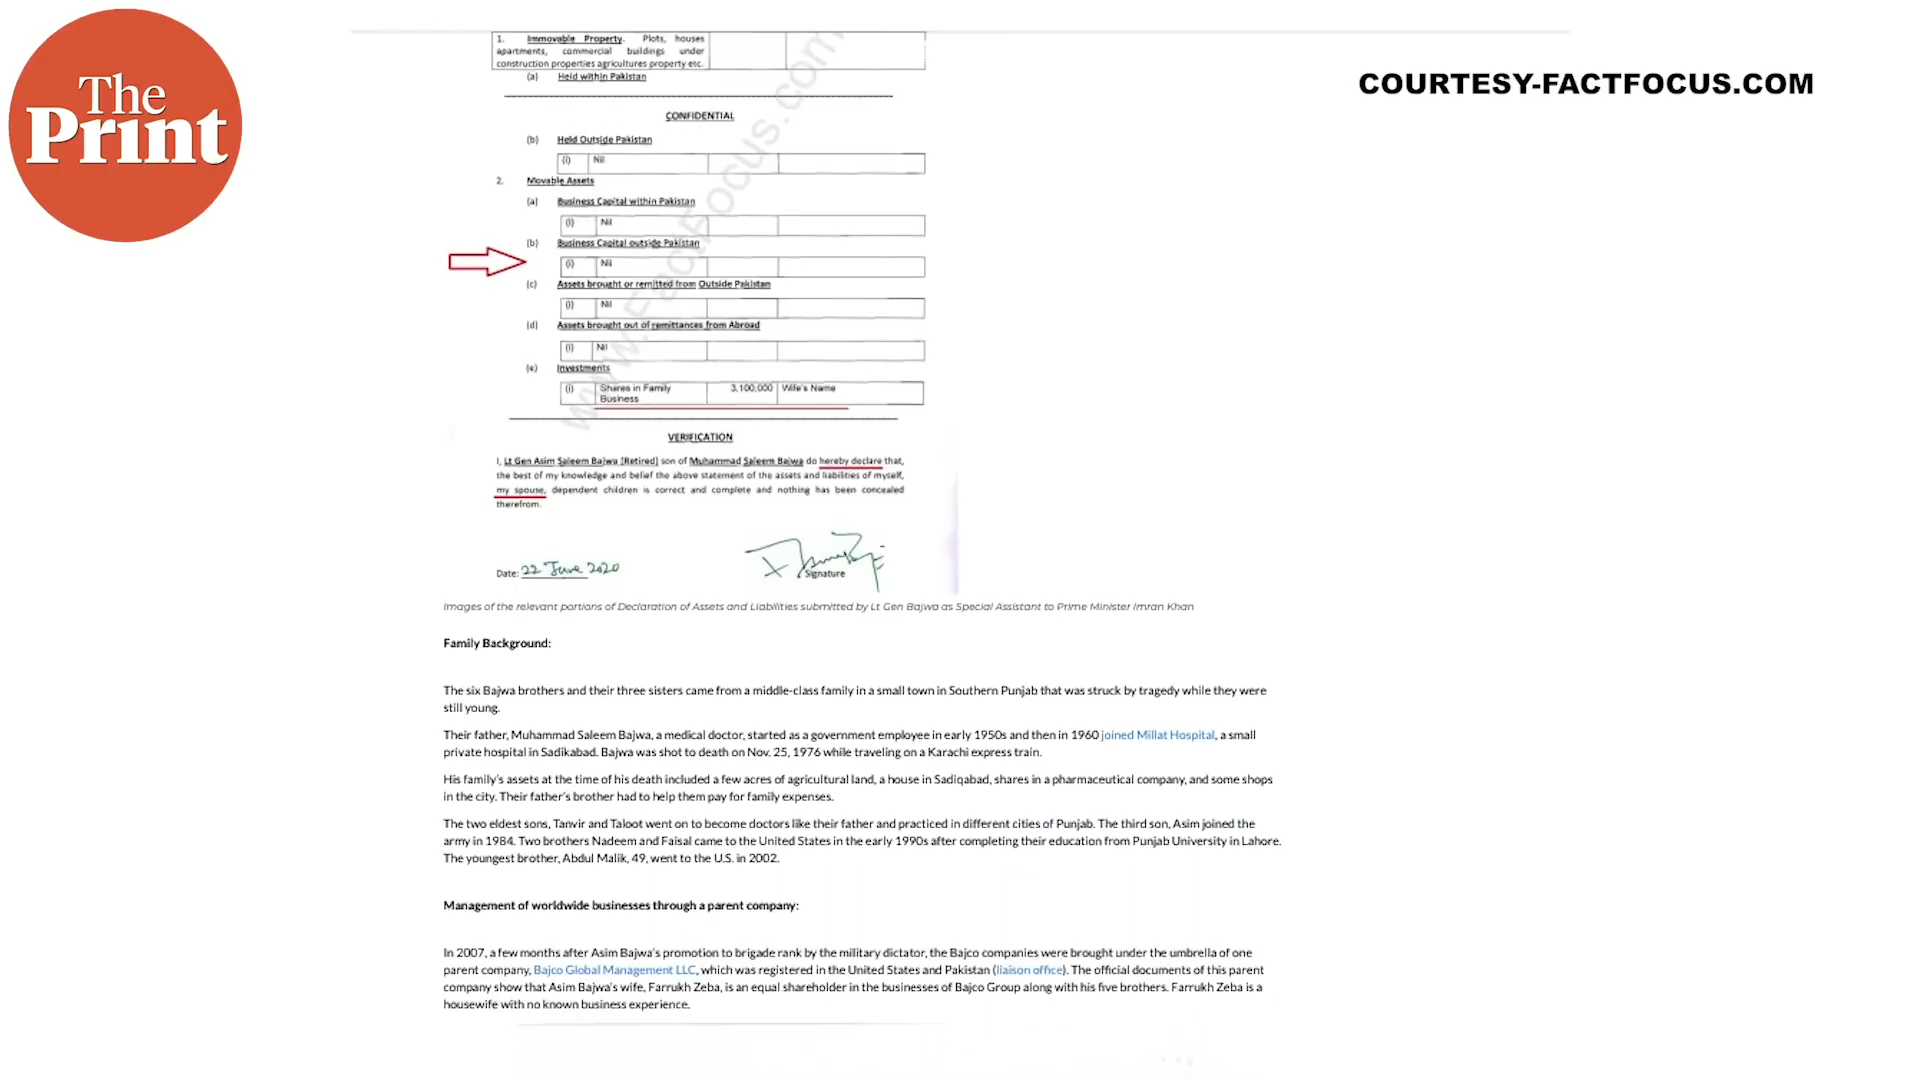 The
Print
COURTESY-FACTFOCUS.COM
1. Immovable Property. Plots, houses
apartments, commercial buildings under
construction properties agricultures property etc.
(a) Held within Pakistan
CONFIDENTIAL
(b) Held Outside Pakistan
(i) Nil
2. Movable Assets
(a) Business Capital within Pakistan
(i) Nil
(b) Business Capital outside Pakistan
(i) Nil
(c) Assets brought or remitted from Outside Pakistan
(i) Nil
(d) Assets brought out of remittances from Abroad
(i) Nil
(e) Investments
(i) Shares in Family 3,100,000 Wife's Name
Business
www.FactFocus.com
VERIFICATION
I, Lt Gen Asim Saleem Bajwa [Retired] son of Muhammad Saleem Bajwa do hereby declare that,
the best of my knowledge and belief the above statement of the assets and liabilities of myself,
my spouse, dependent children is correct and complete and nothing has been concealed
therefrom.
Date: 22 June 2020
Signature
Images of the relevant portions of Declaration of Assets and Liabilities submitted by Lt Gen Bajwa as Special Assistant to Prime Minister Imran Khan
Family Background:
The six Bajwa brothers and their three sisters came from a middle-class family in a small town in Southern Punjab that was struck by tragedy while they were
still young.
Their father, Muhammad Saleem Bajwa, a medical doctor, started as a government employee in early 1950s and then in 1960 joined Millat Hospital, a small
private hospital in Sadikabad. Bajwa was shot to death on Nov. 25, 1976 while traveling on a Karachi express train.
His family's assets at the time of his death included a few acres of agricultural land, a house in Sadiqabad, shares in a pharmaceutical company, and some shops
in the city. Their father's brother had to help them pay for family expenses.
The two eldest sons, Tanvir and Taloot went on to become doctors like their father and practiced in different cities of Punjab. The third son, Asim joined the
army in 1984. Two brothers Nadeem and Faisal came to the United States in the early 1990s after completing their education from Punjab University in Lahore.
The youngest brother, Abdul Malik, 49, went to the U.S. in 2002.
Management of worldwide businesses through a parent company:
In 2007, a few months after Asim Bajwa's promotion to brigade rank by the military dictator, the Bajco companies were brought under the umbrella of one
parent company, Bajco Global Management LLC, which was registered in the United States and Pakistan (liaison office). The official documents of this parent
company show that Asim Bajwa's wife, Farrukh Zeba, is an equal shareholder in the businesses of Bajco Group along with his five brothers. Farrukh Zeba is a
housewife with no known business experience.